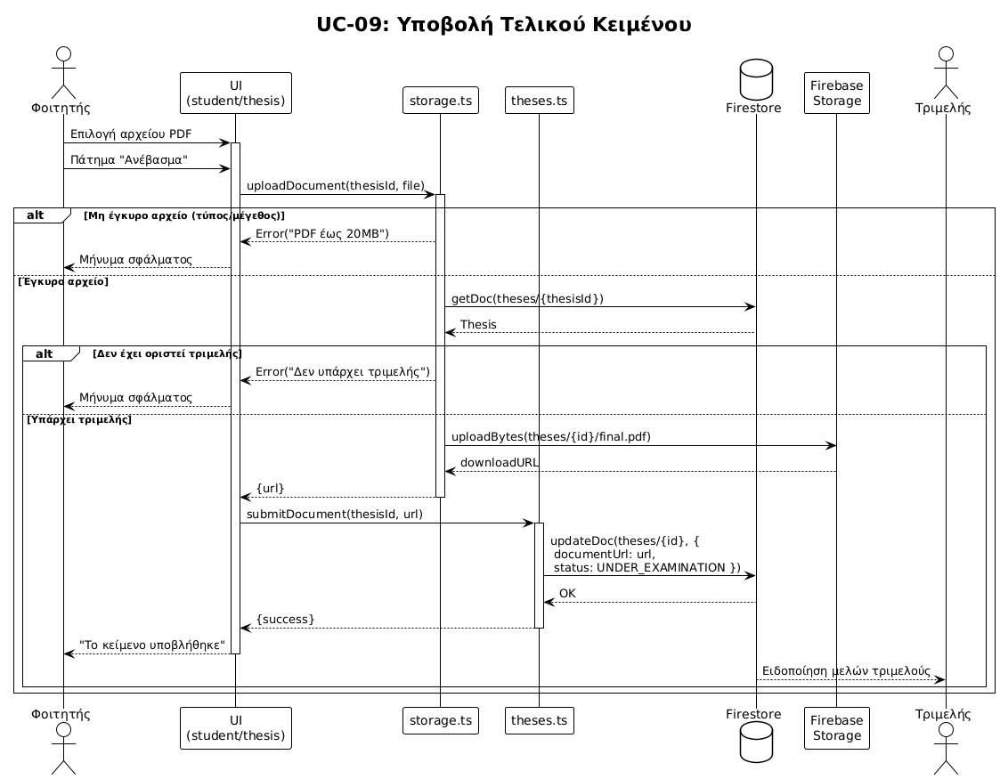 UC-09: Υποβολή Τελικού Κειμένου
Φοιτητής
UI
(student/thesis)
storage.ts
theses.ts
Firestore
Firebase
Storage
Τριμελής
Επιλογή αρχείου PDF
Πάτημα "Ανέβασμα"
uploadDocument(thesisId, file)
alt
[Μη έγκυρο αρχείο (τύπος/μέγεθος)]
Error("PDF έως 20MB")
Μήνυμα σφάλματος
[Έγκυρο αρχείο]
getDoc(theses/{thesisId})
Thesis
alt
[Δεν έχει οριστεί τριμελής]
Error("Δεν υπάρχει τριμελής")
Μήνυμα σφάλματος
[Υπάρχει τριμελής]
uploadBytes(theses/{id}/final.pdf)
downloadURL
{url}
submitDocument(thesisId, url)
updateDoc(theses/{id}, {
documentUrl: url,
status: UNDER_EXAMINATION })
OK
{success}
"Το κείμενο υποβλήθηκε"
Ειδοποίηση μελών τριμελούς
Φοιτητής
UI
(student/thesis)
storage.ts
theses.ts
Firestore
Firebase
Storage
Τριμελής